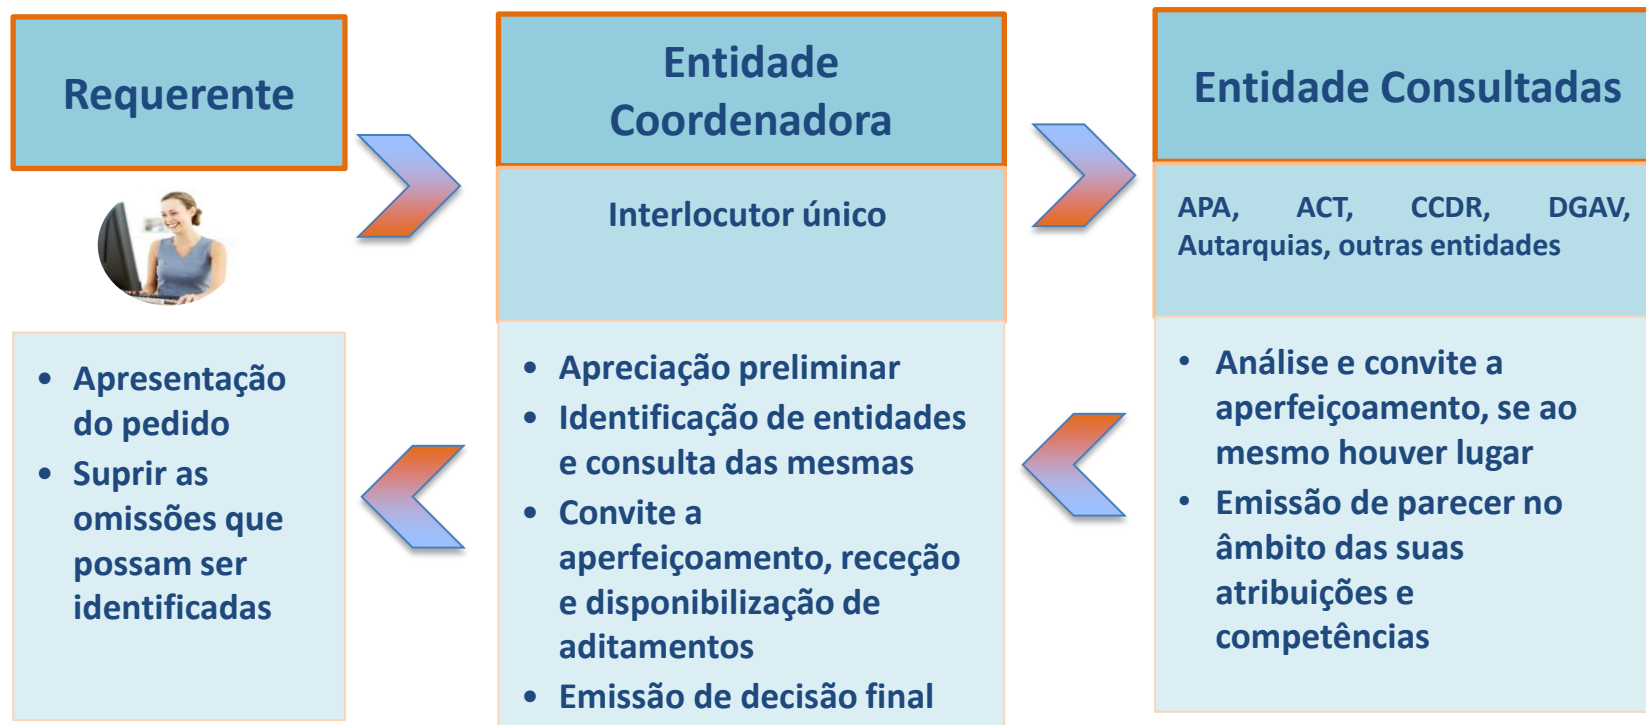 Requerente
• Apresentação
do pedido
• Suprir as
omissões que
possam ser
identificadas
Entidade
Coordenadora
Interlocutor único
• Apreciação preliminar
• Identificação de entidades
e consulta das mesmas
• Convite a
aperfeiçoamento, receção
e disponibilização de
aditamentos
• Emissão de decisão final
Entidade Consultadas
APA, ACT, CCDR, DGAV,
Autarquias, outras entidades
• Análise e convite a
aperfeiçoamento, se ao
mesmo houver lugar
• Emissão de parecer no
âmbito das suas
atribuições e
competências